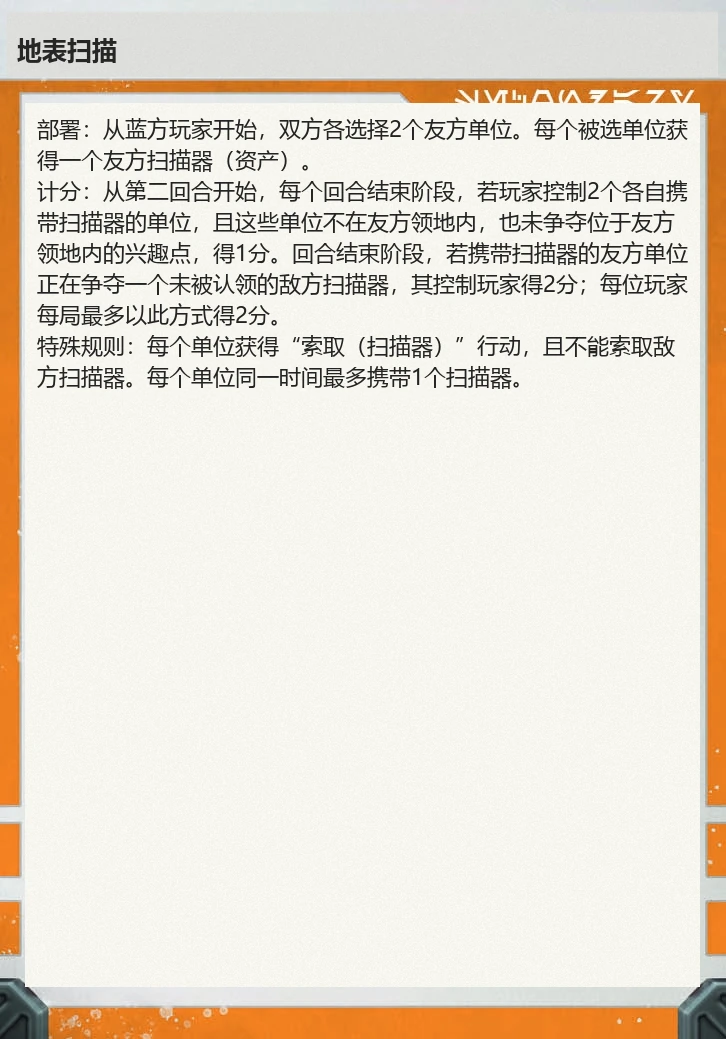 地表扫描
部署：从蓝方玩家开始，双方各选择2个友方单位。每个被选单位获
得一个友方扫描器（资产）。
计分：从第二回合开始，每个回合结束阶段，若玩家控制2个各自携
带扫描器的单位，且这些单位不在友方领地内，也未争夺位于友方
领地内的兴趣点，得1分。回合结束阶段，若携带扫描器的友方单位
正在争夺一个未被认领的敌方扫描器，其控制玩家得2分；每位玩家
每局最多以此方式得2分。
特殊规则：每个单位获得“索取（扫描器）”行动，且不能索取敌
方扫描器。每个单位同一时间最多携带1个扫描器。